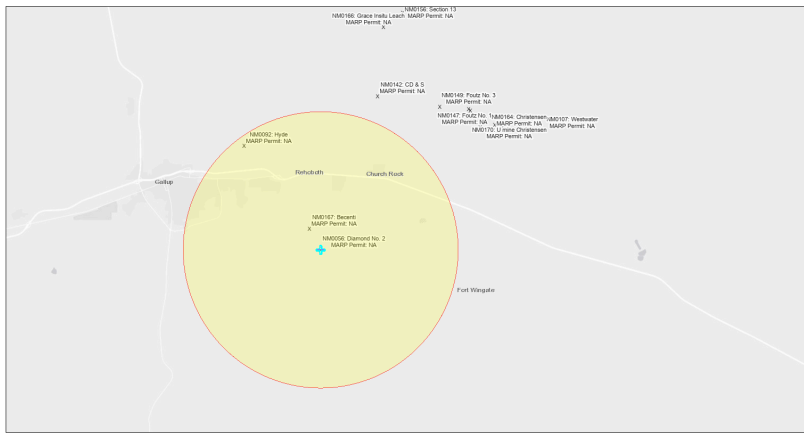 NM0156: Section 13
NM0166: Grace Insitu Leach MARP Permit: NA
MARP Permit: NA
NM0142: CD & S
MARP Permit: NA
NM0149: Foutz No. 3
MARP Permit: NA
NM0147: Foutz No. 1 NM0164: Christensen NM0107: Westwater
MARP Permit: NA MARP Permit: NA MARP Permit: NA
NM0170: U mine Christensen
MARP Permit: NA
NM0092: Hyde
MARP Permit: NA
Rehoboth
Church Rock
Gallup
NM0167: Becenti
MARP Permit: NA
NM0056: Diamond No. 2
MARP Permit: NA
Fort Wingate